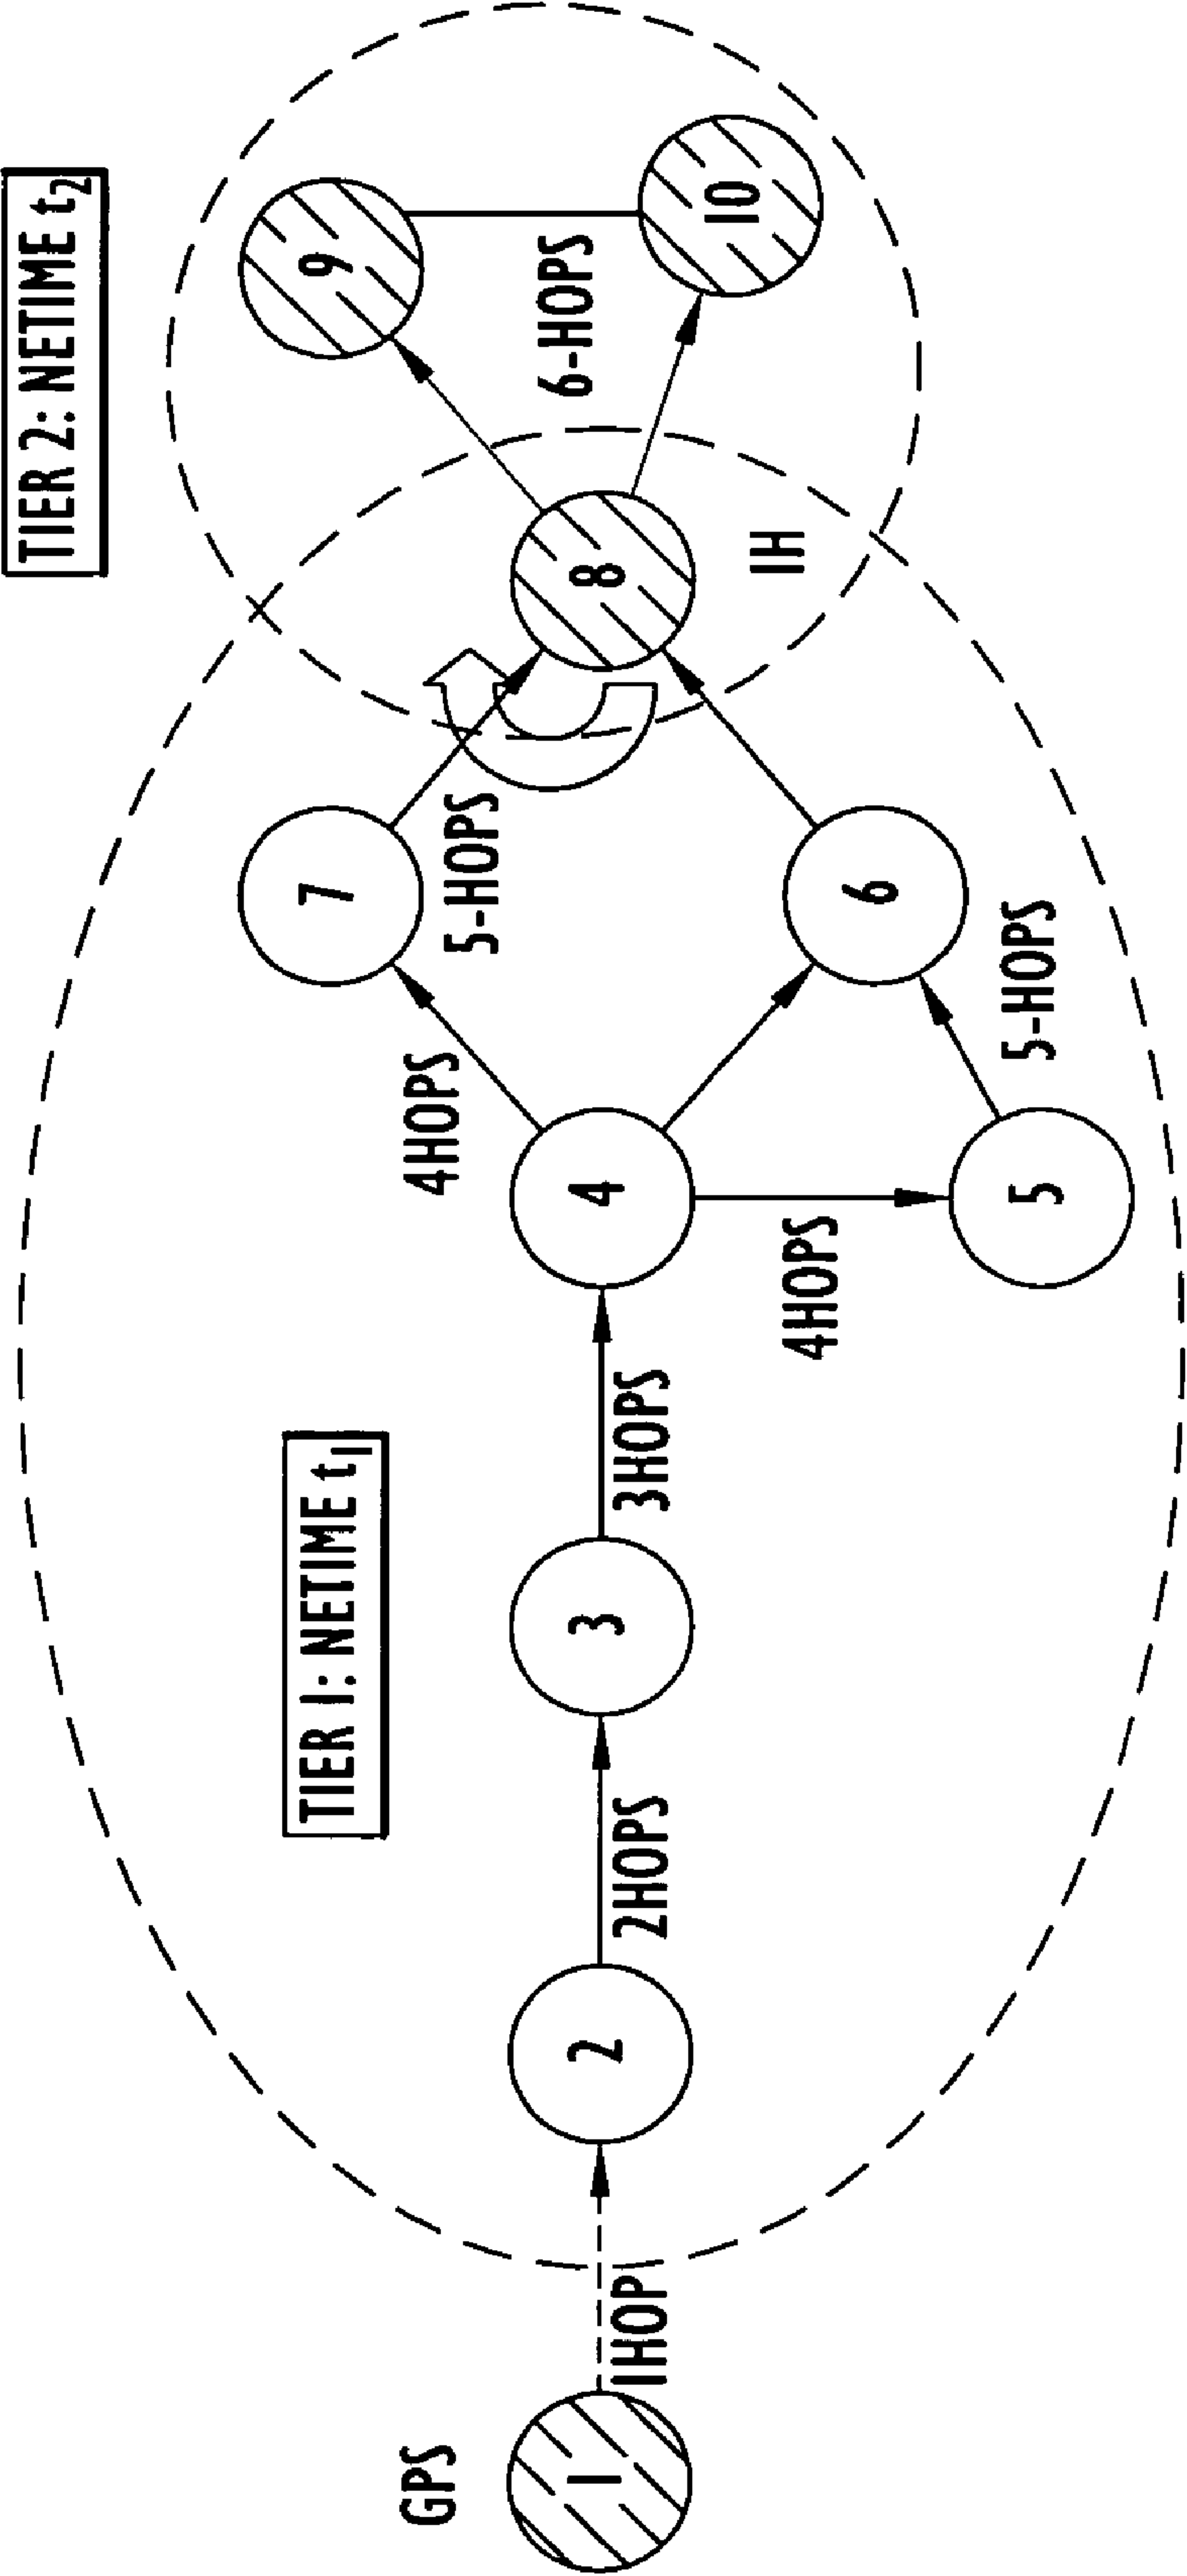 TIER 2: NETIME t2
TIER 1: NETIME t1
GPS
1
1HOP
2
2HOPS
3
3HOPS
4
4HOPS
4HOPS
5
5-HOPS
6
7
5-HOPS
8
1H
9
6-HOPS
10